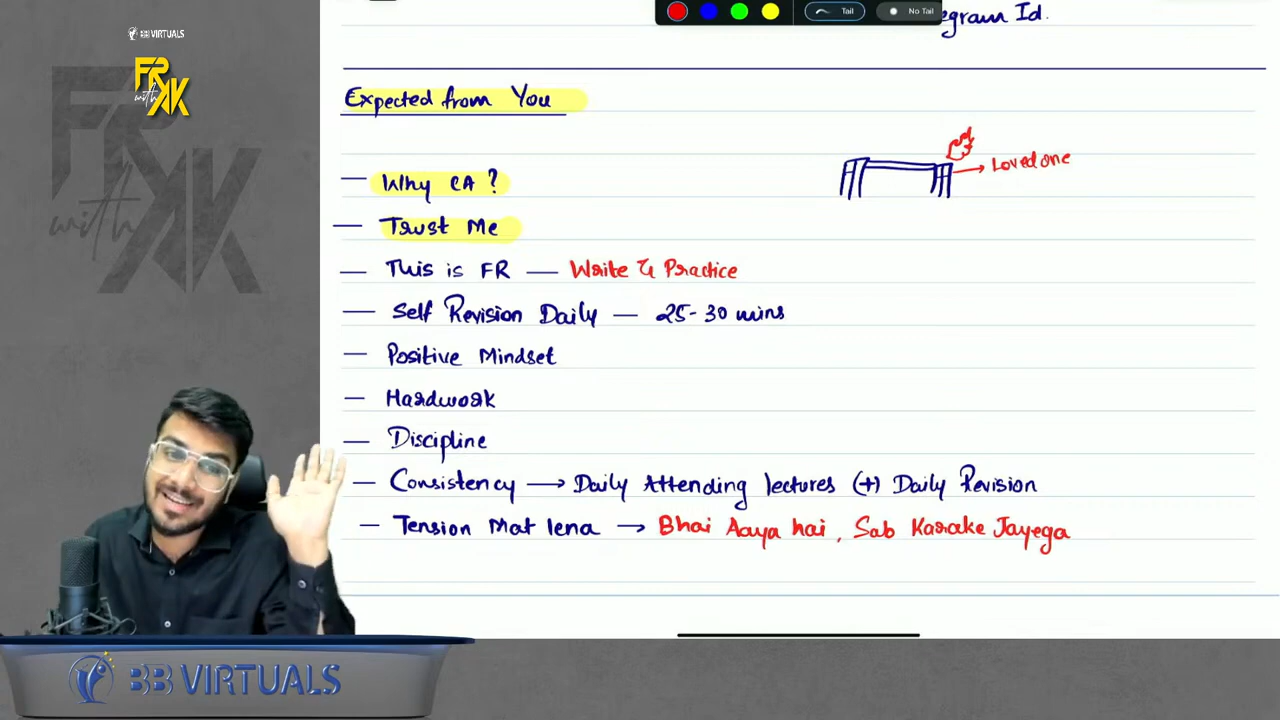 BB VIRTUALS
FR
with
AK
Tail
No Tail
egram Id.
Expected from You
Loved one
— Why CA ?
— Trust Me
— This is FR — Write & Practice
— Self Revision Daily — 25-30 mins
— Positive Mindset
— Hardwork
— Discipline
— Consistency → Daily Attending lectures (+) Daily Revision
— Tension Mat lena → Bhai Aaya hai, Sab Karake Jayega
BB VIRTUALS